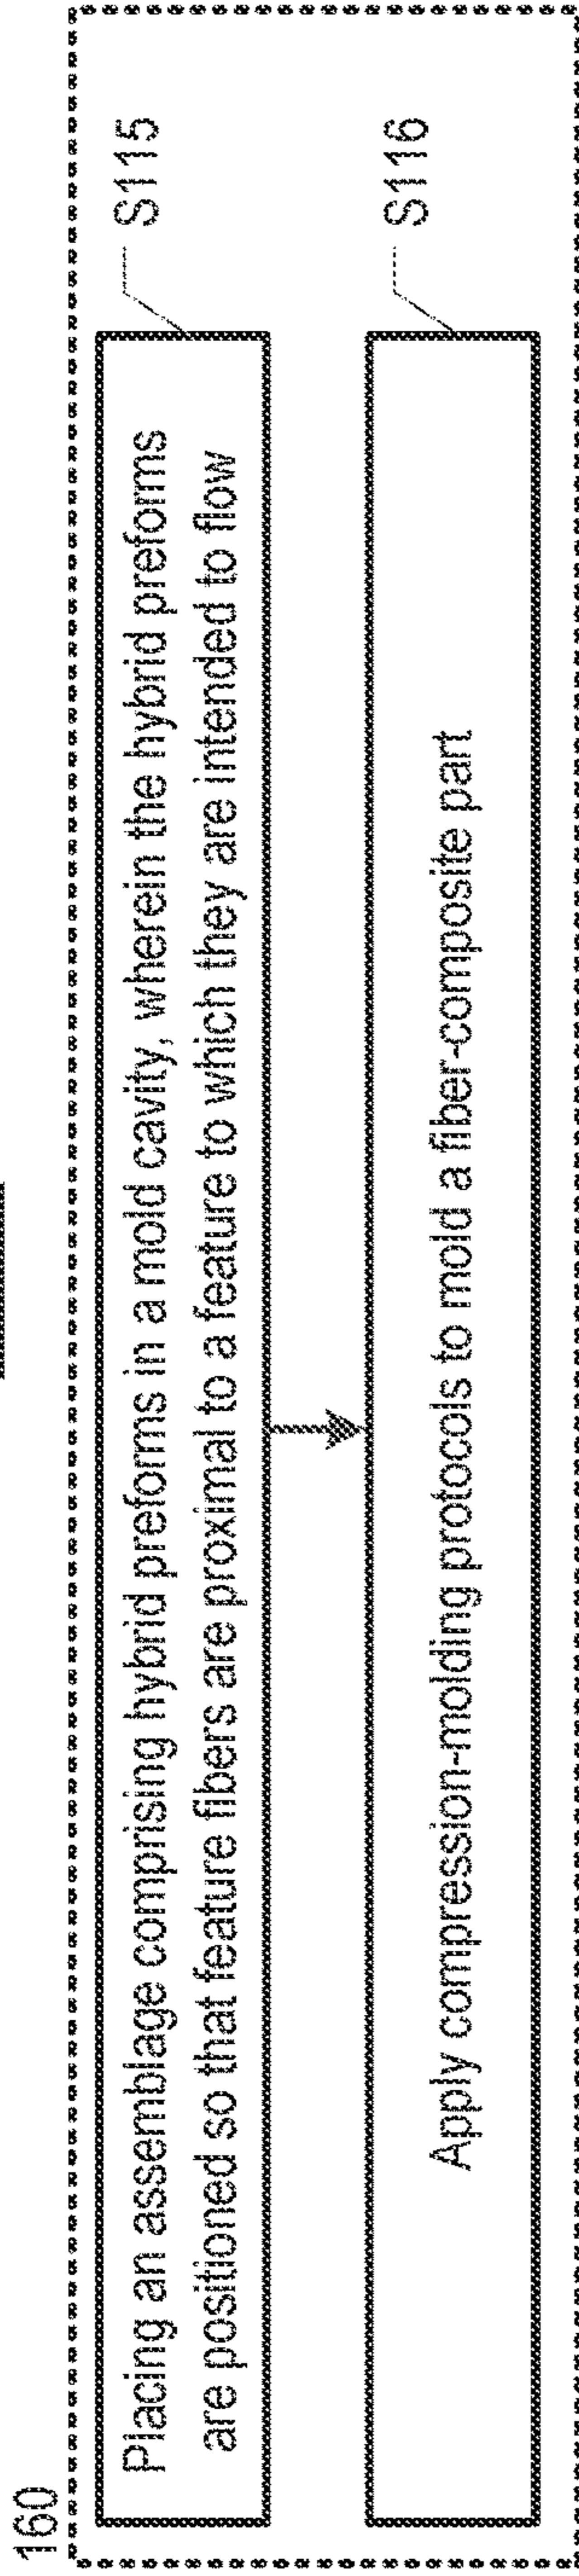 160
Placing an assemblage comprising hybrid preforms in a mold cavity, wherein the hybrid preforms
are positioned so that feature fibers are proximal to a feature to which they are intended to flow
S115
Apply compression-molding protocols to mold a fiber-composite part
S116